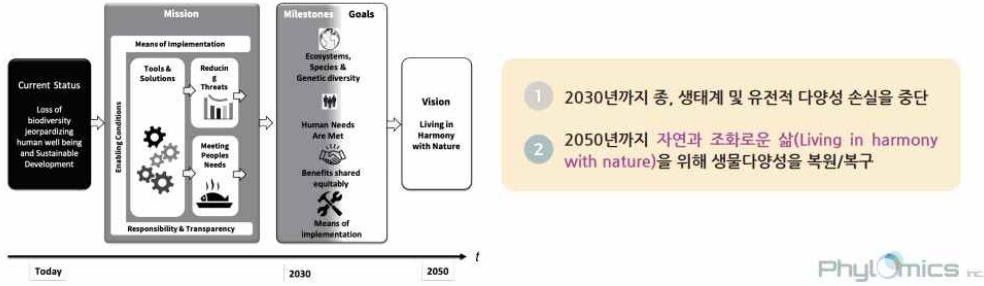 Mission
Milestones Goals
Means of Implementation
Current Status
Loss of
biodiversity
jeorpardizing
human well being
and Sustainable
Development
Enabling Conditions
Tools &
Solutions
Reducin
g
Threats
Meeting
Peoples
Needs
Responsibility & Transparency
Ecosystems,
Species &
Genetic diversity
Human Needs
Are Met
Benefits shared
equitably
Means of
implementation
Vision
Living in
Harmony
with Nature
t
Today
2030
2050
1 2030년까지 종, 생태계 및 유전적 다양성 손실을 중단
2 2050년까지 자연과 조화로운 삶(Living in harmony
with nature)을 위해 생물다양성을 복원/복구
Phylomics Inc.